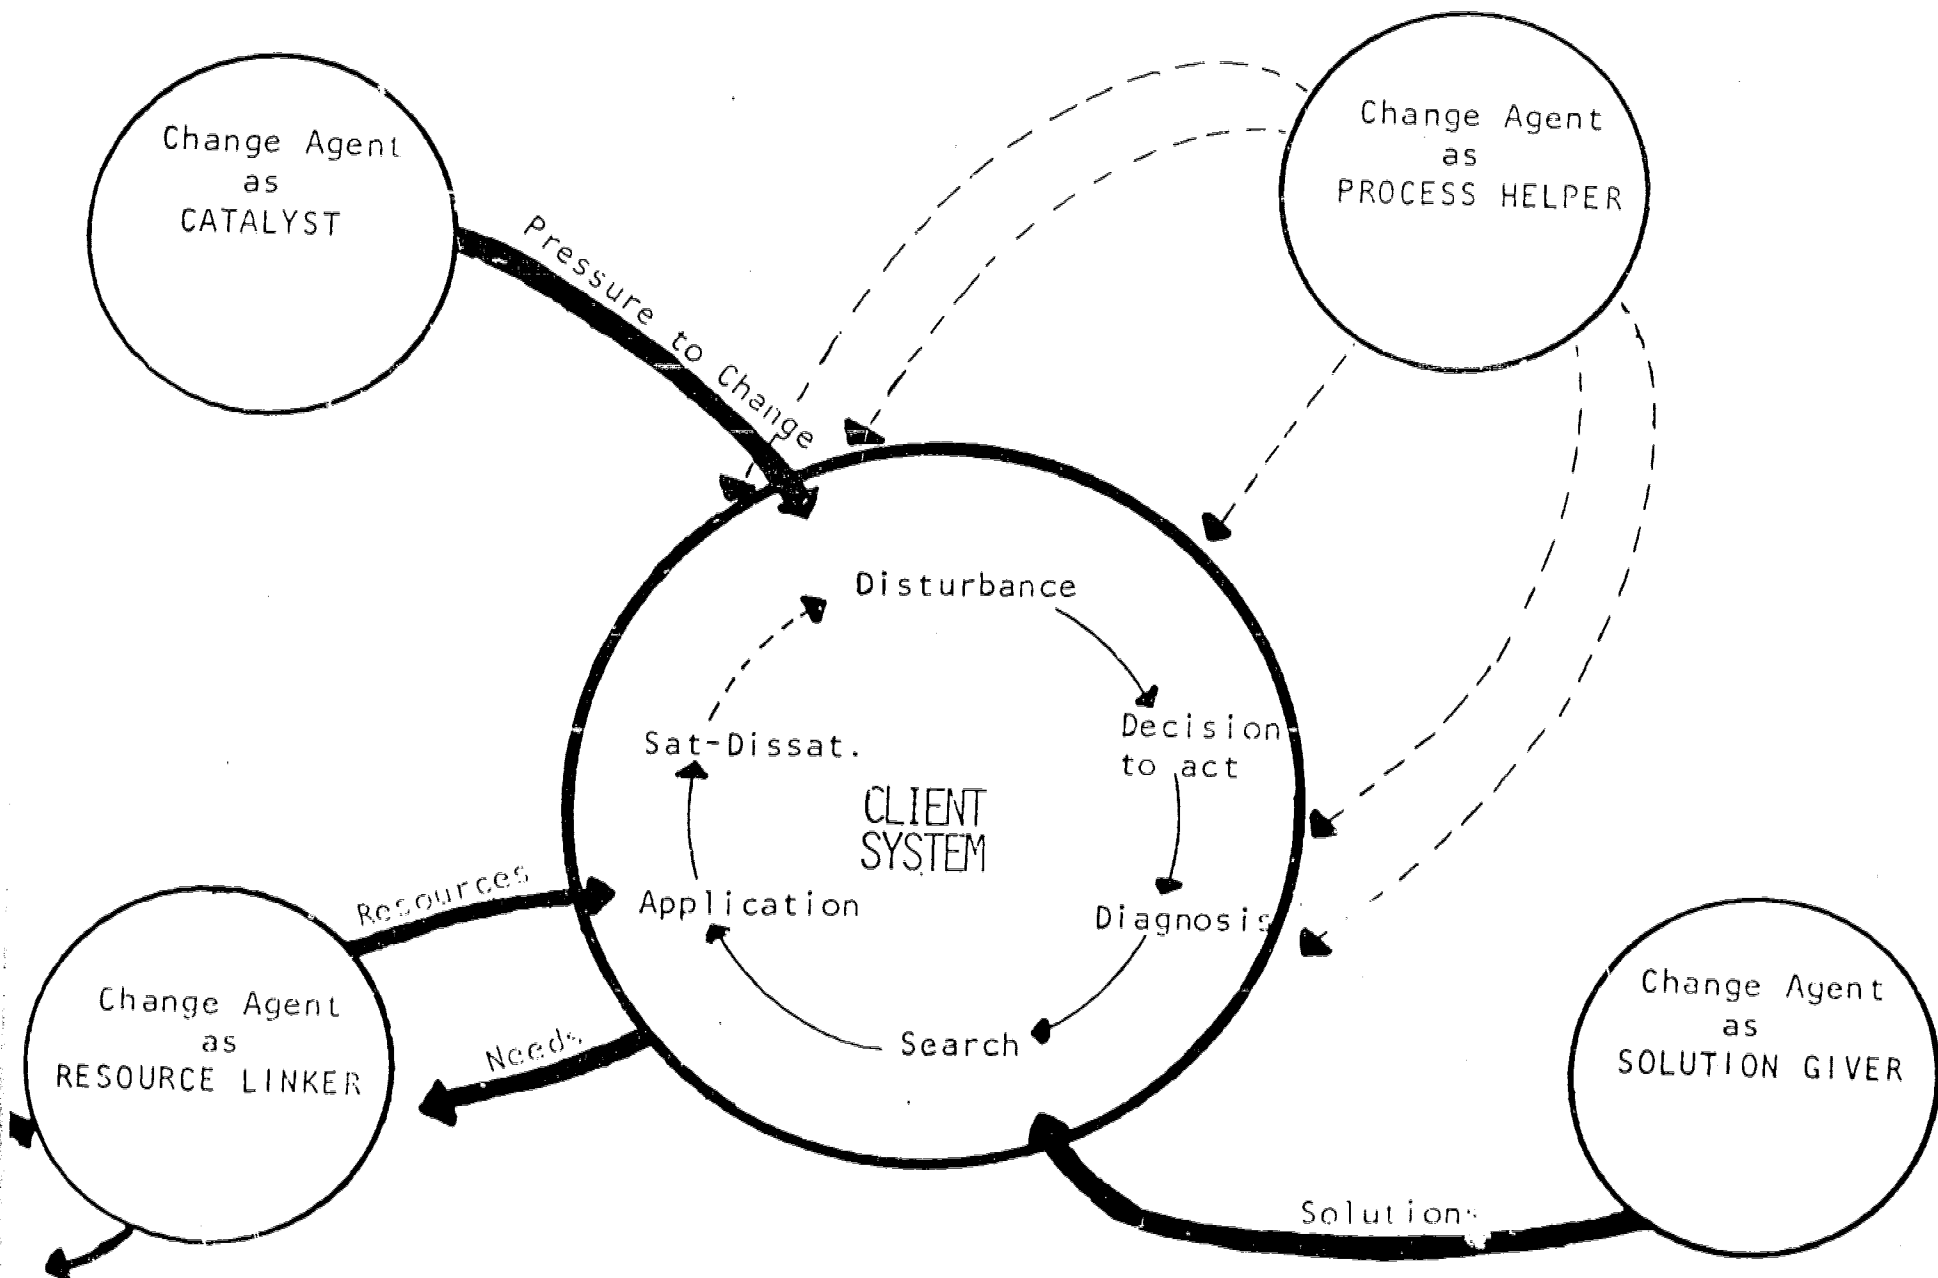 Change Agent
as
CATALYST
Change Agent
as
PROCESS HELPER
Pressure to Change
Disturbance
Decision
to act
Sat-Dissat.
CLIENT
SYSTEM
Application
Diagnosis
Search
Resources
Needs
Change Agent
as
RESOURCE LINKER
Change Agent
as
SOLUTION GIVER
Solutions